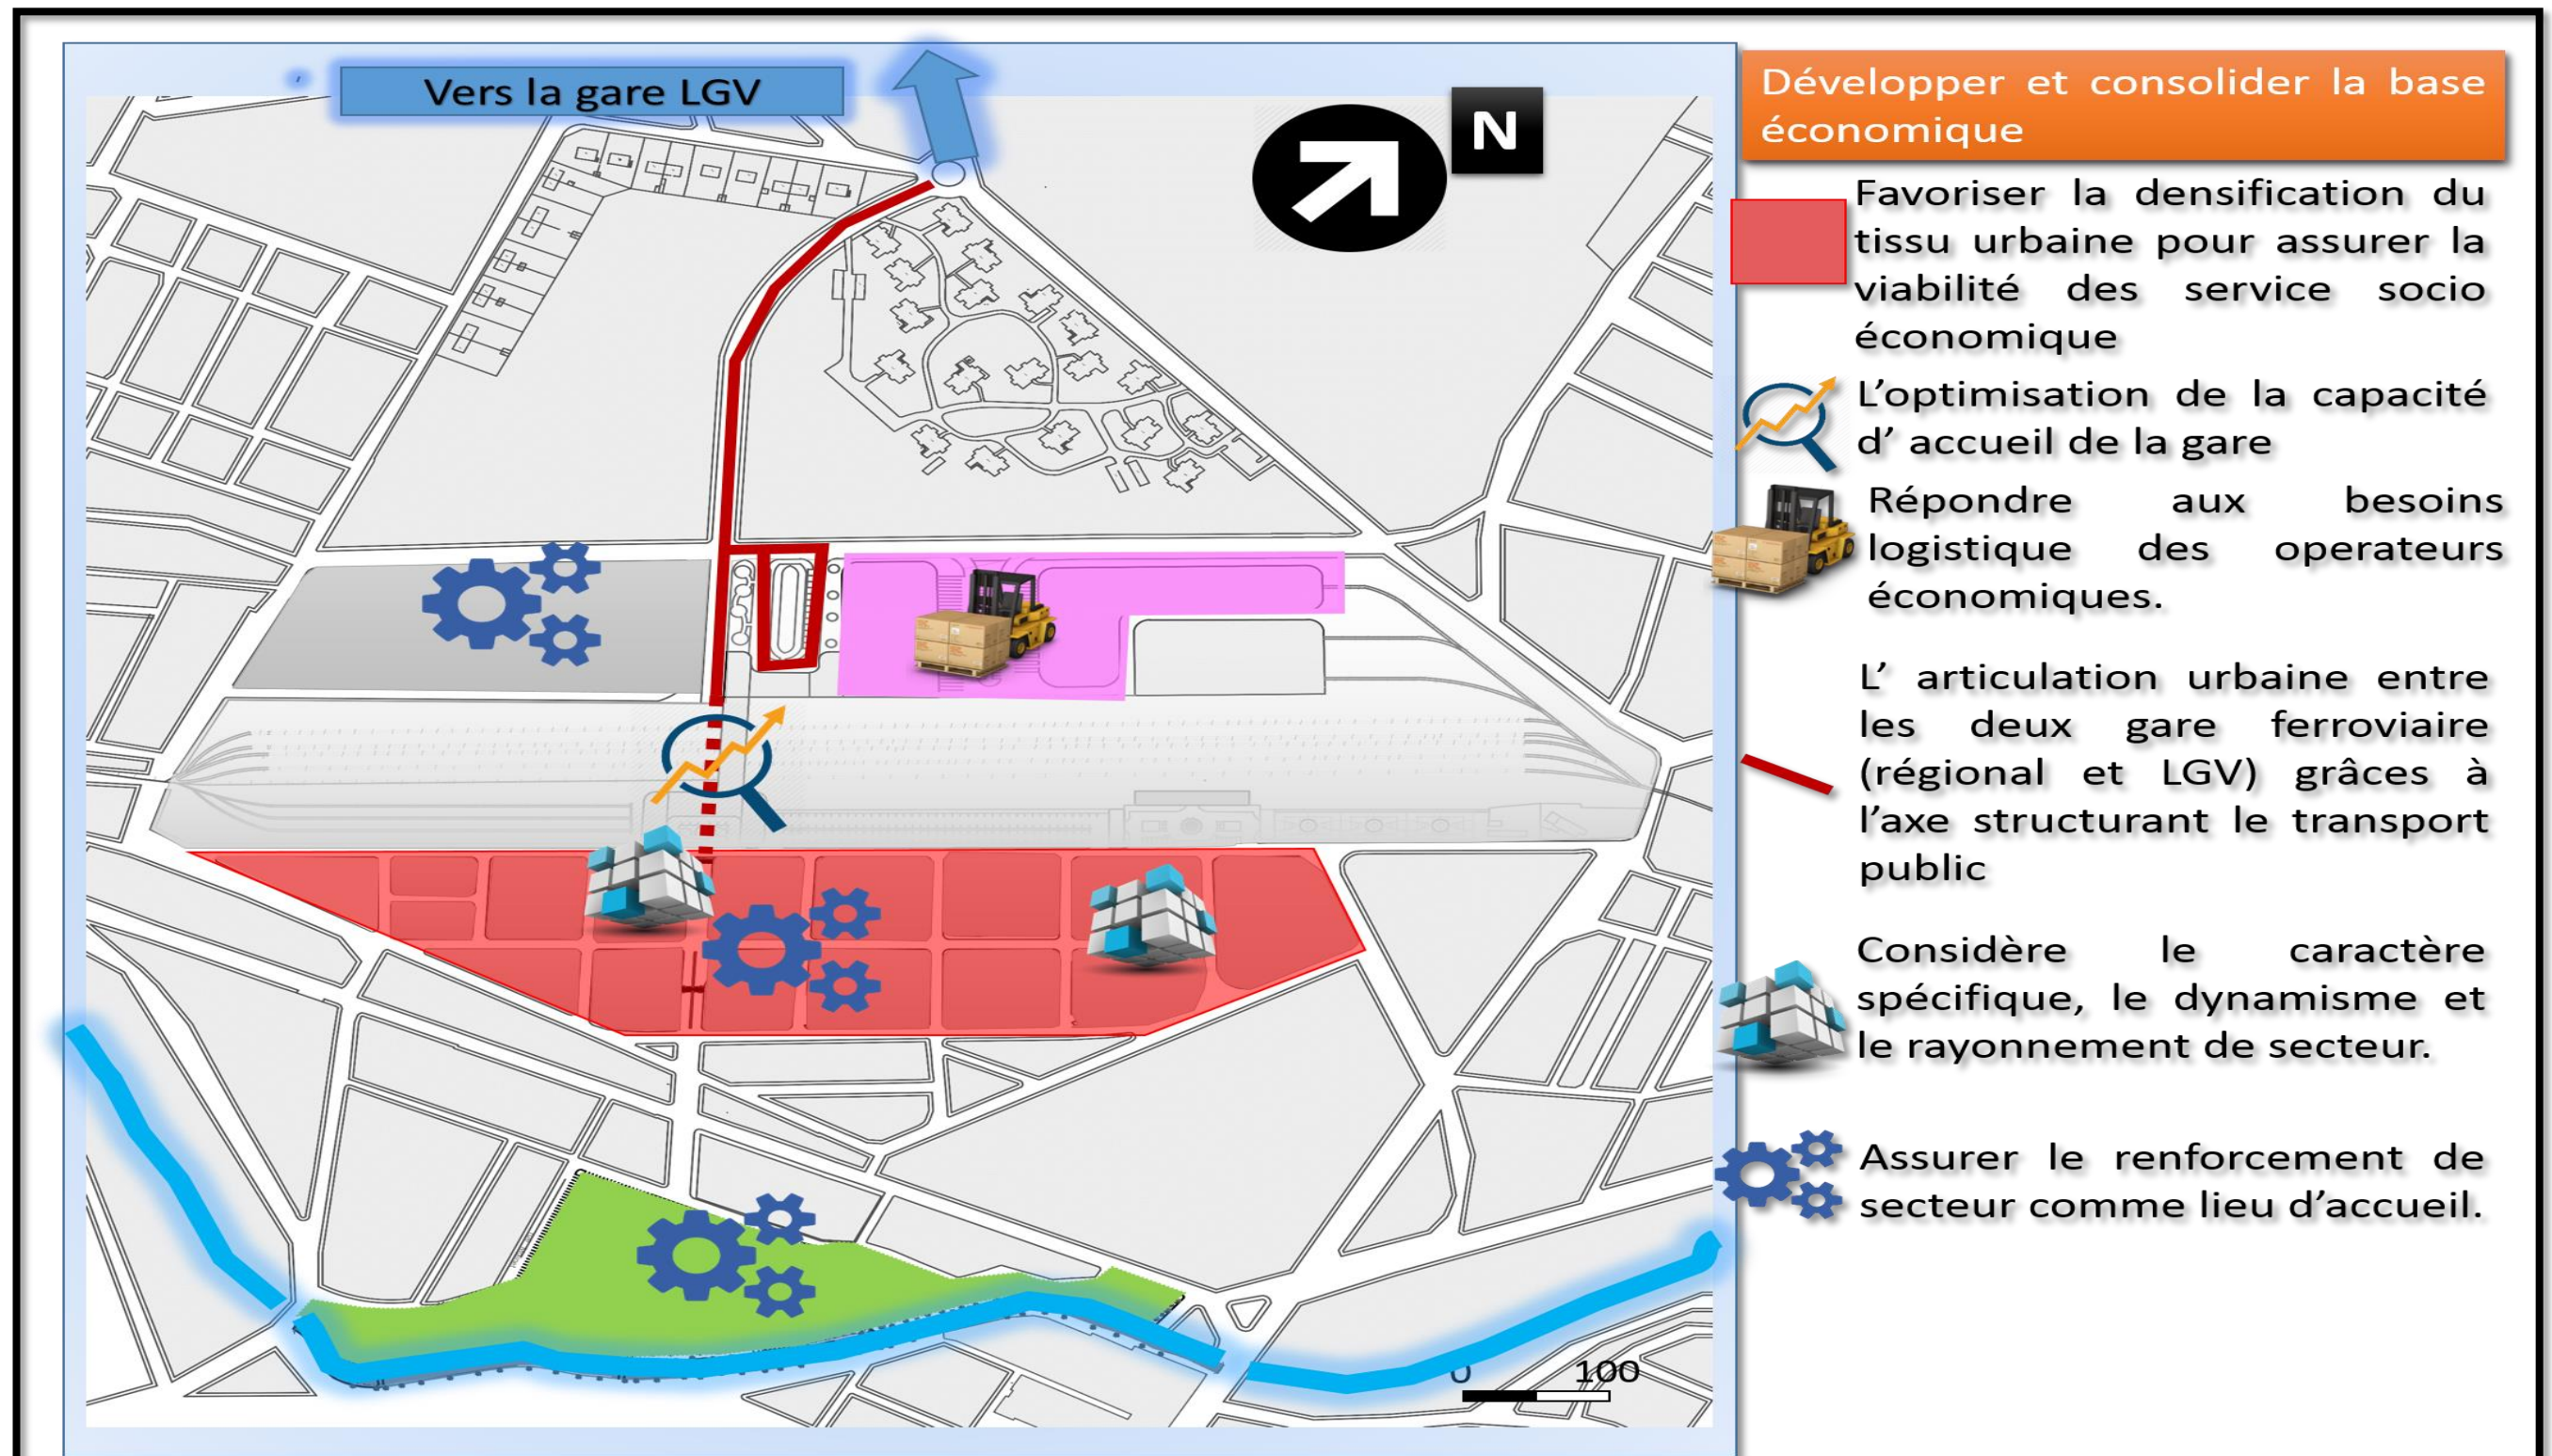 Vers la gare LGV
N
0 100
Développer et consolider la base
économique
Favoriser la densification du
tissu urbaine pour assurer la
viabilité des service socio
économique
L'optimisation de la capacité
d' accueil de la gare
Répondre aux besoins
logistique des operateurs
économiques.
L' articulation urbaine entre
les deux gare ferroviaire
(régional et LGV) grâces à
l'axe structurant le transport
public
Considère le caractère
spécifique, le dynamisme et
le rayonnement de secteur.
Assurer le renforcement de
secteur comme lieu d'accueil.